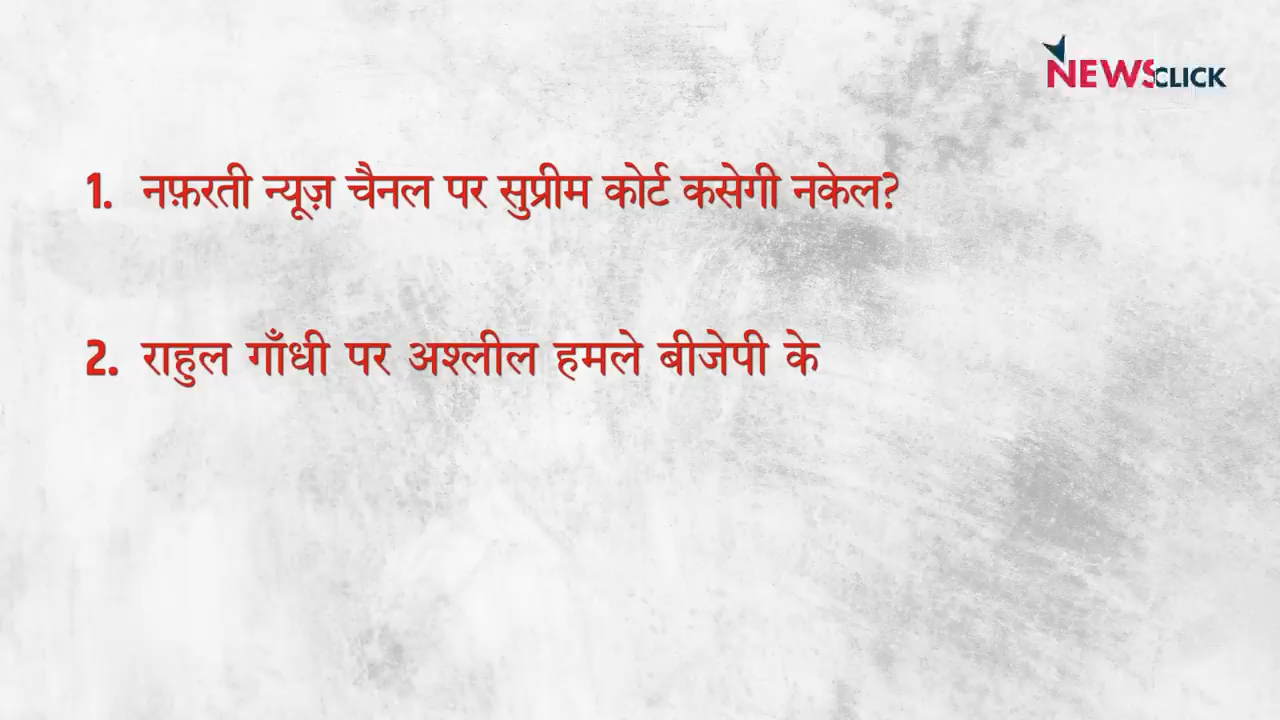 NEWSCLICK
1. नफ़रती न्यूज़ चैनल पर सुप्रीम कोर्ट कसेगी नकेल?
2. राहुल गाँधी पर अश्लील हमले बीजेपी के